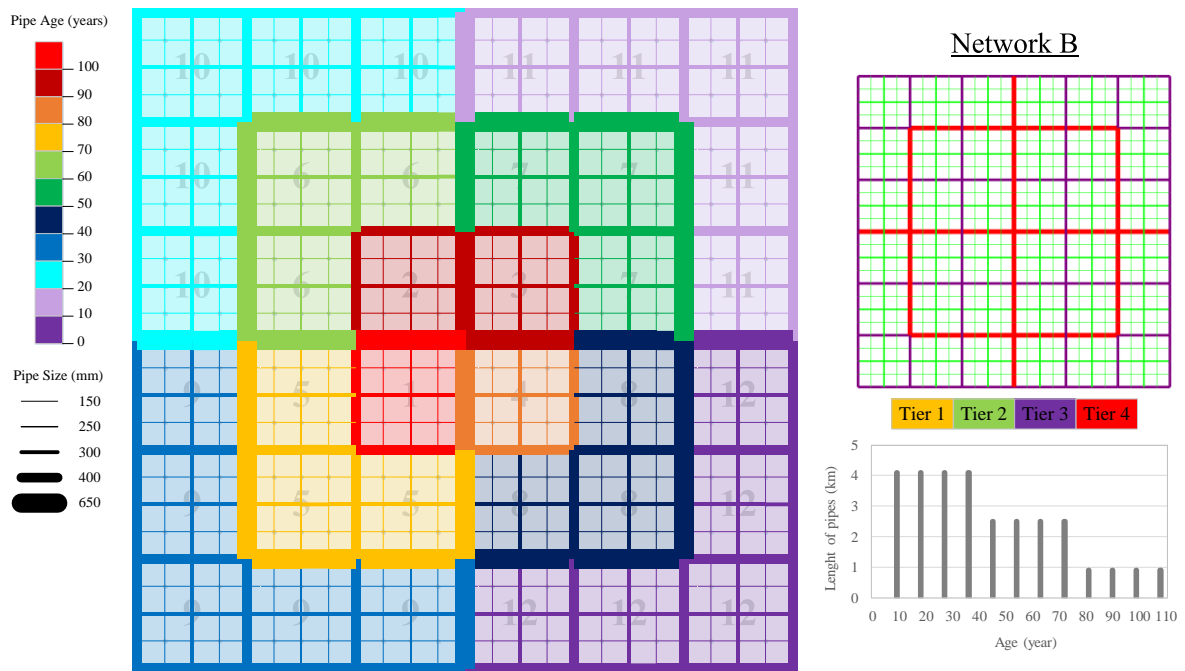 Pipe Age (years)
100
90
80
70
60
50
40
30
20
10
0
Pipe Size (mm)
150
250
300
400
650
10 10 10 11 11 11
10 6 6 7 7 11
10 6 2 3 7 11
9 5 1 4 8 12
9 5 5 8 8 12
9 9 9 12 12 12
Network B
Tier 1 Tier 2 Tier 3 Tier 4
5
4
3
2
1
0
Lenght of pipes (km)
0 10 20 30 40 50 60 70 80 90 100 110
Age (year)